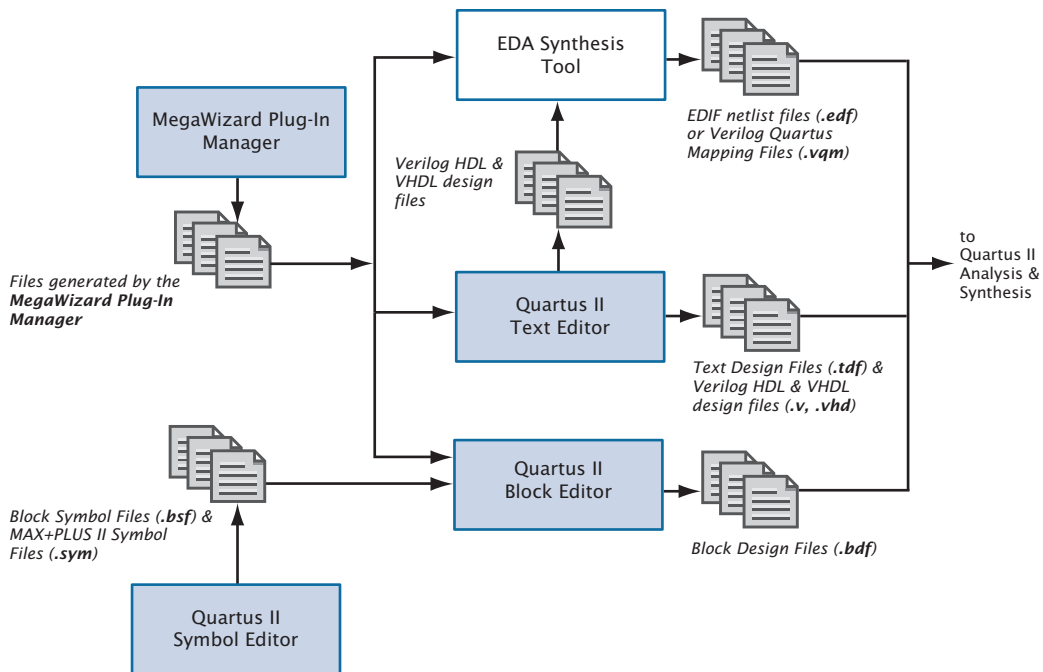 EDA Synthesis
Tool
MegaWizard Plug-In
Manager
EDIF netlist files (.edf)
or Verilog Quartus
Mapping Files (.vqm)
Verilog HDL &
VHDL design
files
Files generated by the
MegaWizard Plug-In
Manager
Quartus II
Text Editor
to
Quartus II
Analysis &
Synthesis
Text Design Files (.tdf) &
Verilog HDL & VHDL
design files (.v, .vhd)
Quartus II
Block Editor
Block Symbol Files (.bsf) &
MAX+PLUS II Symbol
Files (.sym)
Block Design Files (.bdf)
Quartus II
Symbol Editor